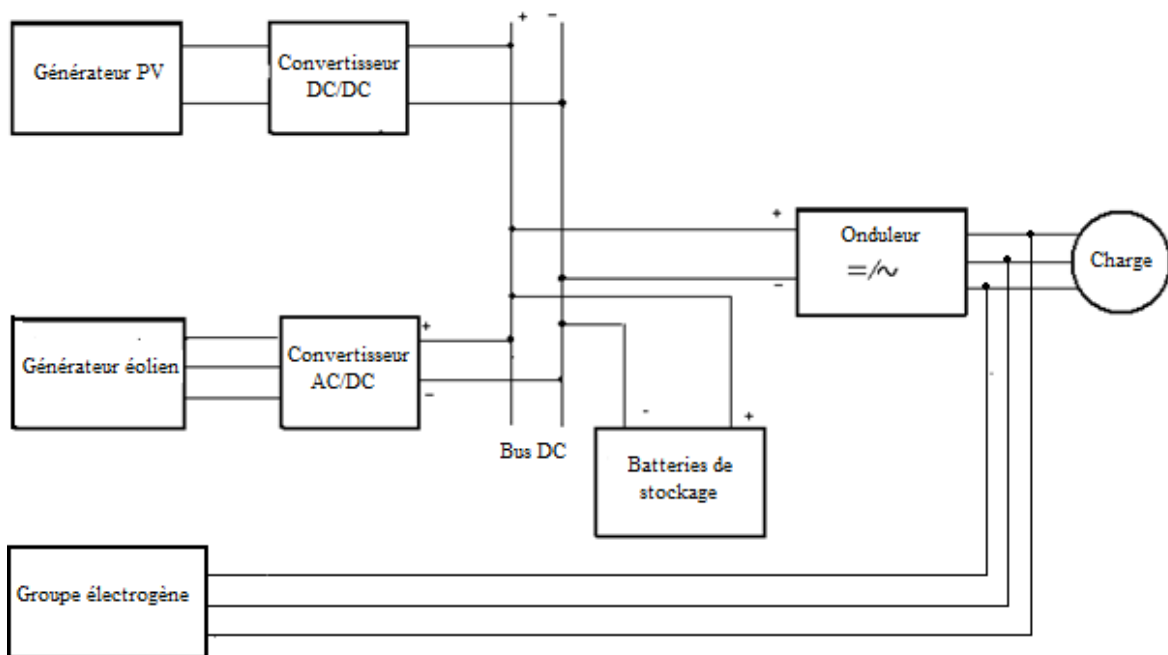 + −
Générateur PV
Convertisseur
DC/DC
+
Onduleur
=/~
−
Charge
Générateur éolien
+
Convertisseur
AC/DC
−
Bus DC
- +
Batteries de
stockage
Groupe électrogène